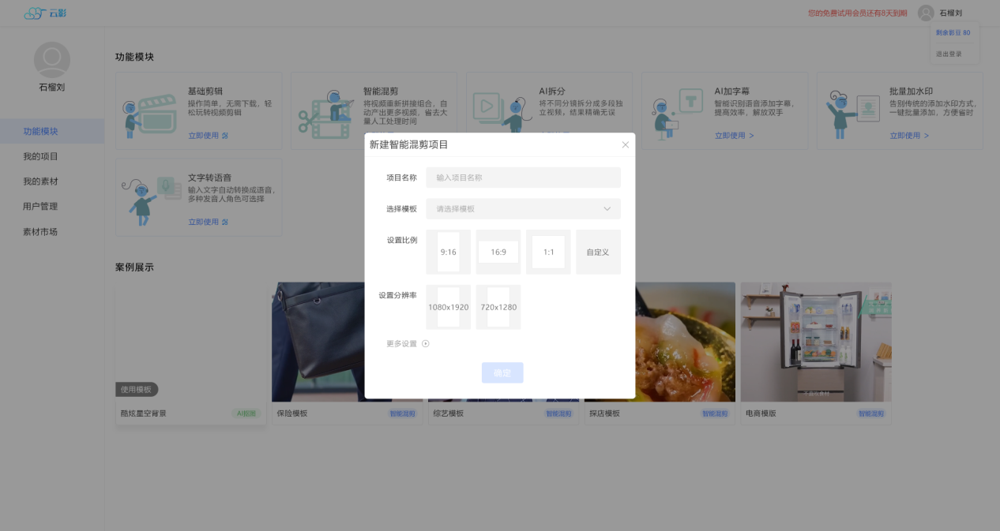 云影
您的免费试用会员还有8天到期
石榴刘
剩余影豆 80
退出登录
石榴刘
功能模块
我的项目
我的素材
用户管理
素材市场
功能模块
基础剪辑
操作简单，无需下载，轻
松玩转视频剪辑
立即使用
智能混剪
将视频重新拼接组合，自
动产出更多视频，省去大
量人工处理时间
AI拆分
将不同分镜拆分成多段独
立视频，结果精确无误
AI加字幕
智能识别语音添加字幕，
提高效率，解放双手
立即使用 >
批量加水印
告别传统的添加水印方式，
一键批量添加，方便省时
立即使用 >
文字转语音
输入文字自动转换成语音，
多种发音人角色可选择
立即使用
新建智能混剪项目
项目名称
输入项目名称
选择模板
请选择模板
设置比例
9:16
16:9
1:1
自定义
设置分辨率
1080x1920
720x1280
更多设置
确定
案例展示
使用模板
酷炫星空背景
AI抠图
保险模板
智能混剪
综艺模板
智能混剪
探店模板
智能混剪
电商模版
智能混剪